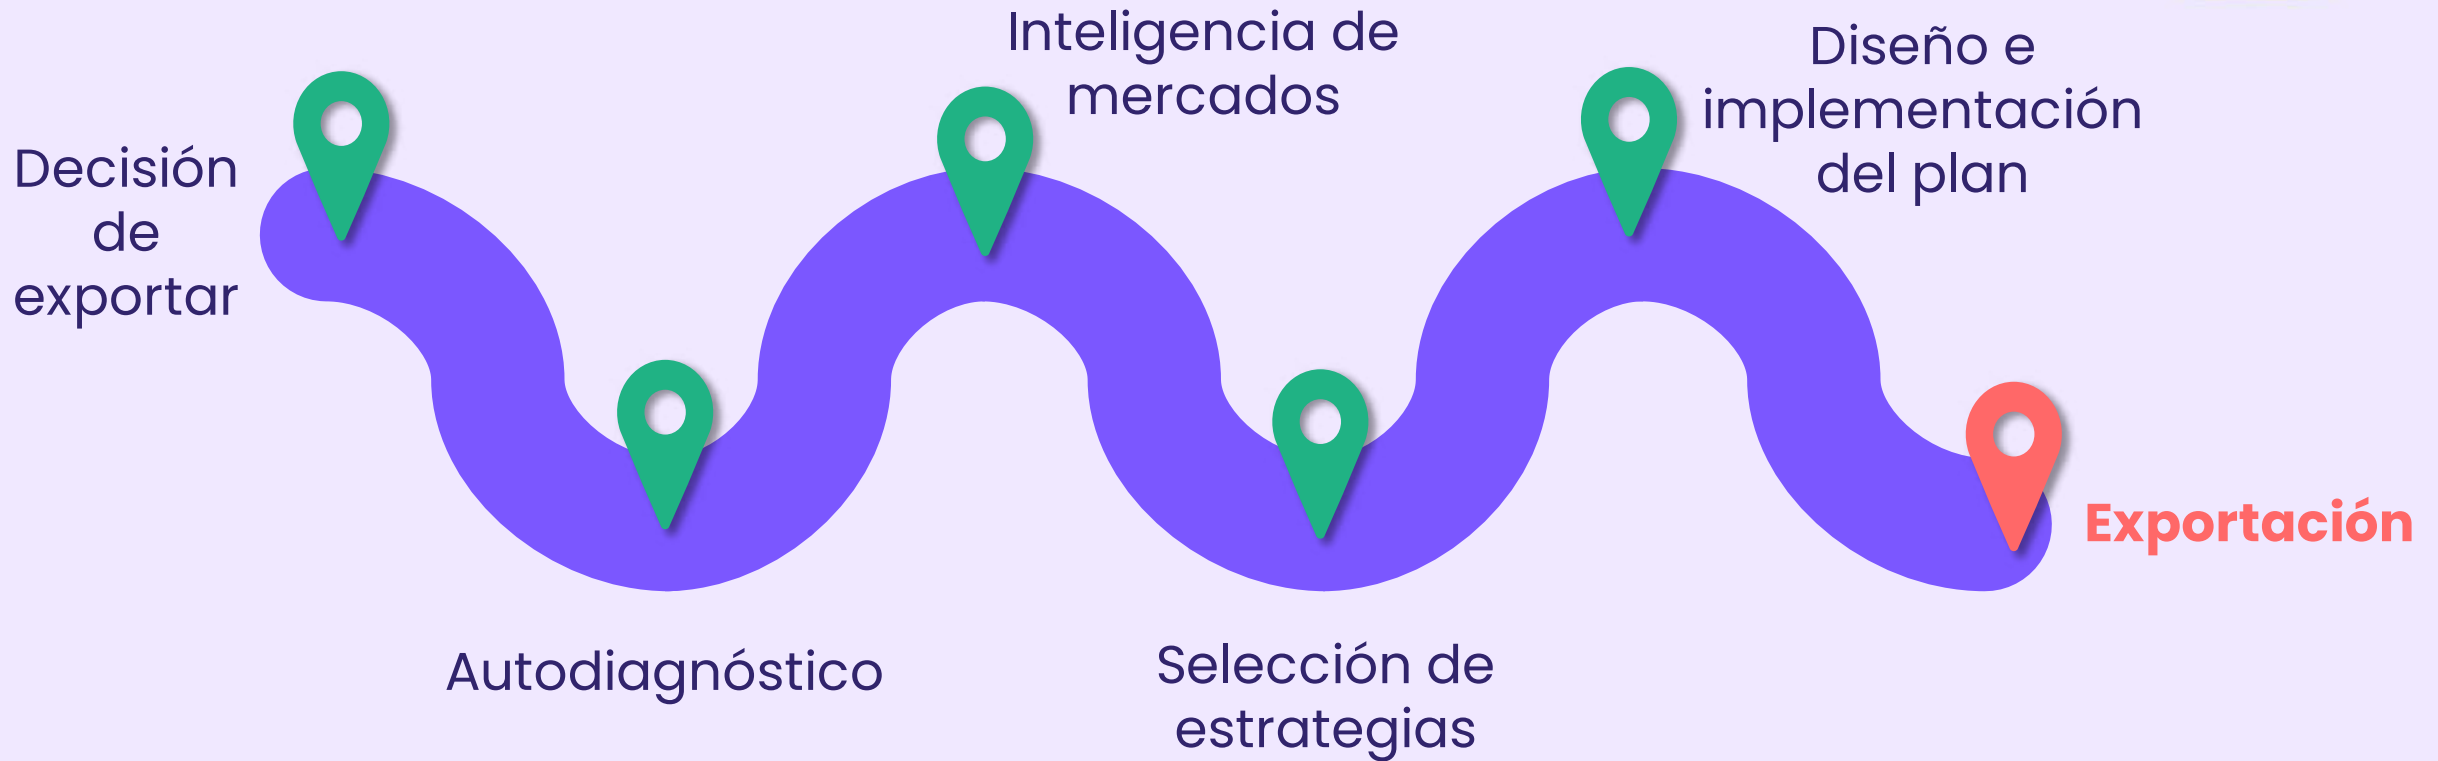 Decisión
de
exportar
Autodiagnóstico
Inteligencia de
mercados
Selección de
estrategias
Diseño e
implementación
del plan
Exportación